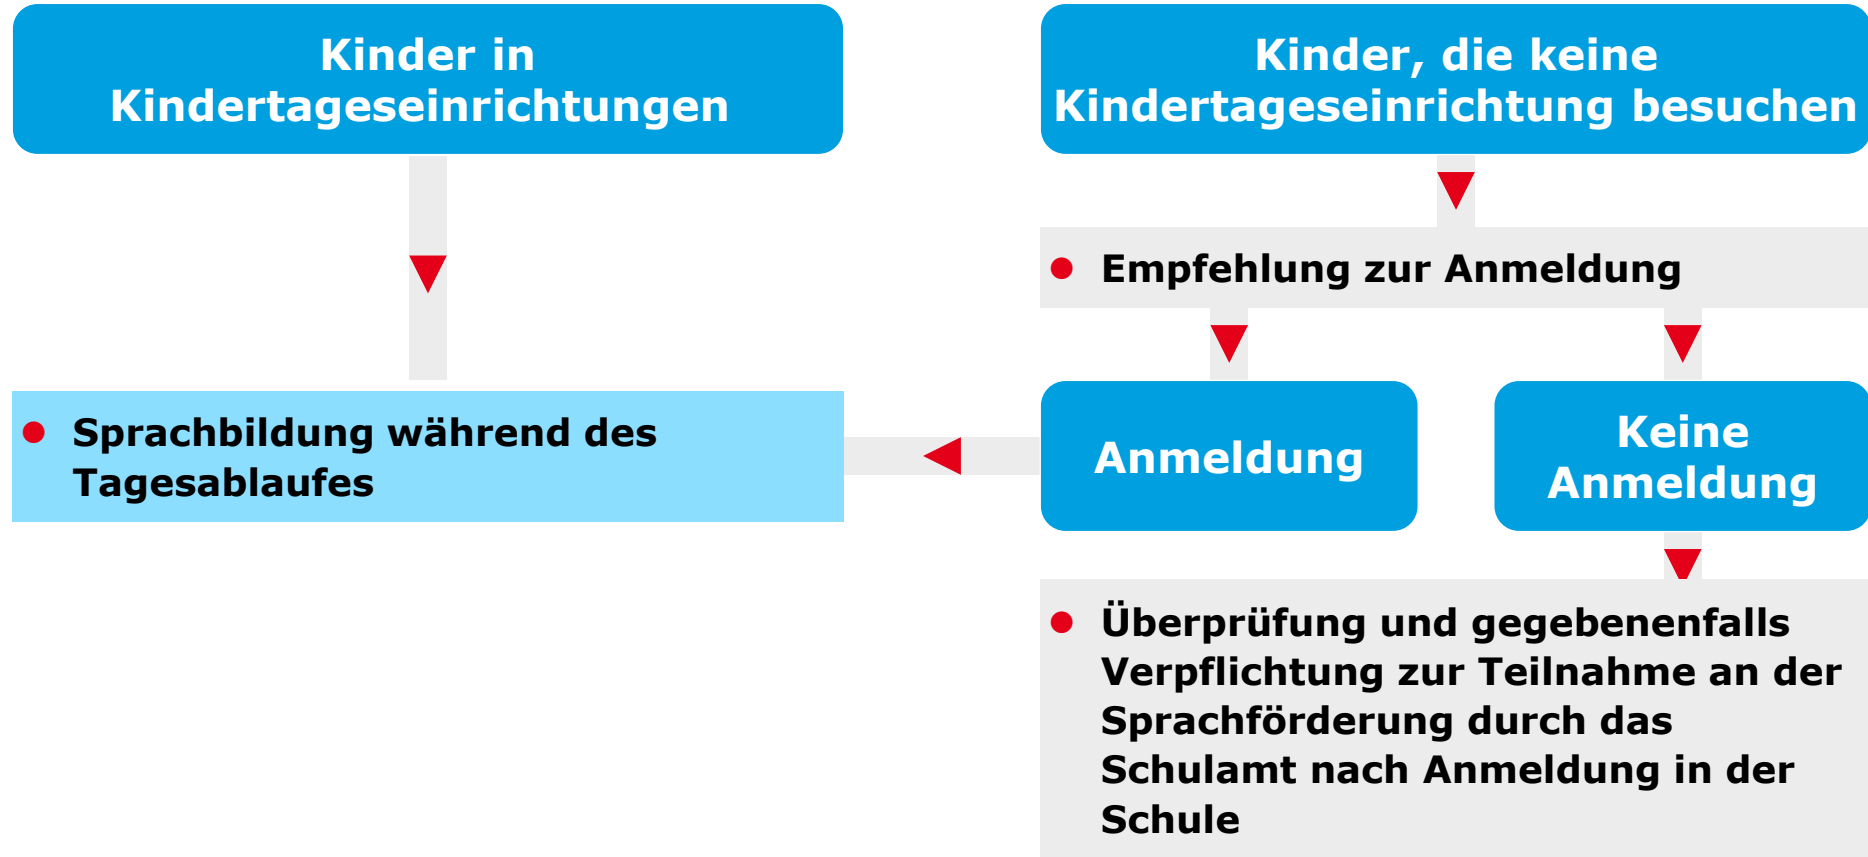 Kinder in
Kindertageseinrichtungen
Kinder, die keine
Kindertageseinrichtung besuchen
Empfehlung zur Anmeldung
Sprachbildung während des
Tagesablaufes
Anmeldung
Keine
Anmeldung
Überprüfung und gegebenenfalls
Verpflichtung zur Teilnahme an der
Sprachförderung durch das
Schulamt nach Anmeldung in der
Schule